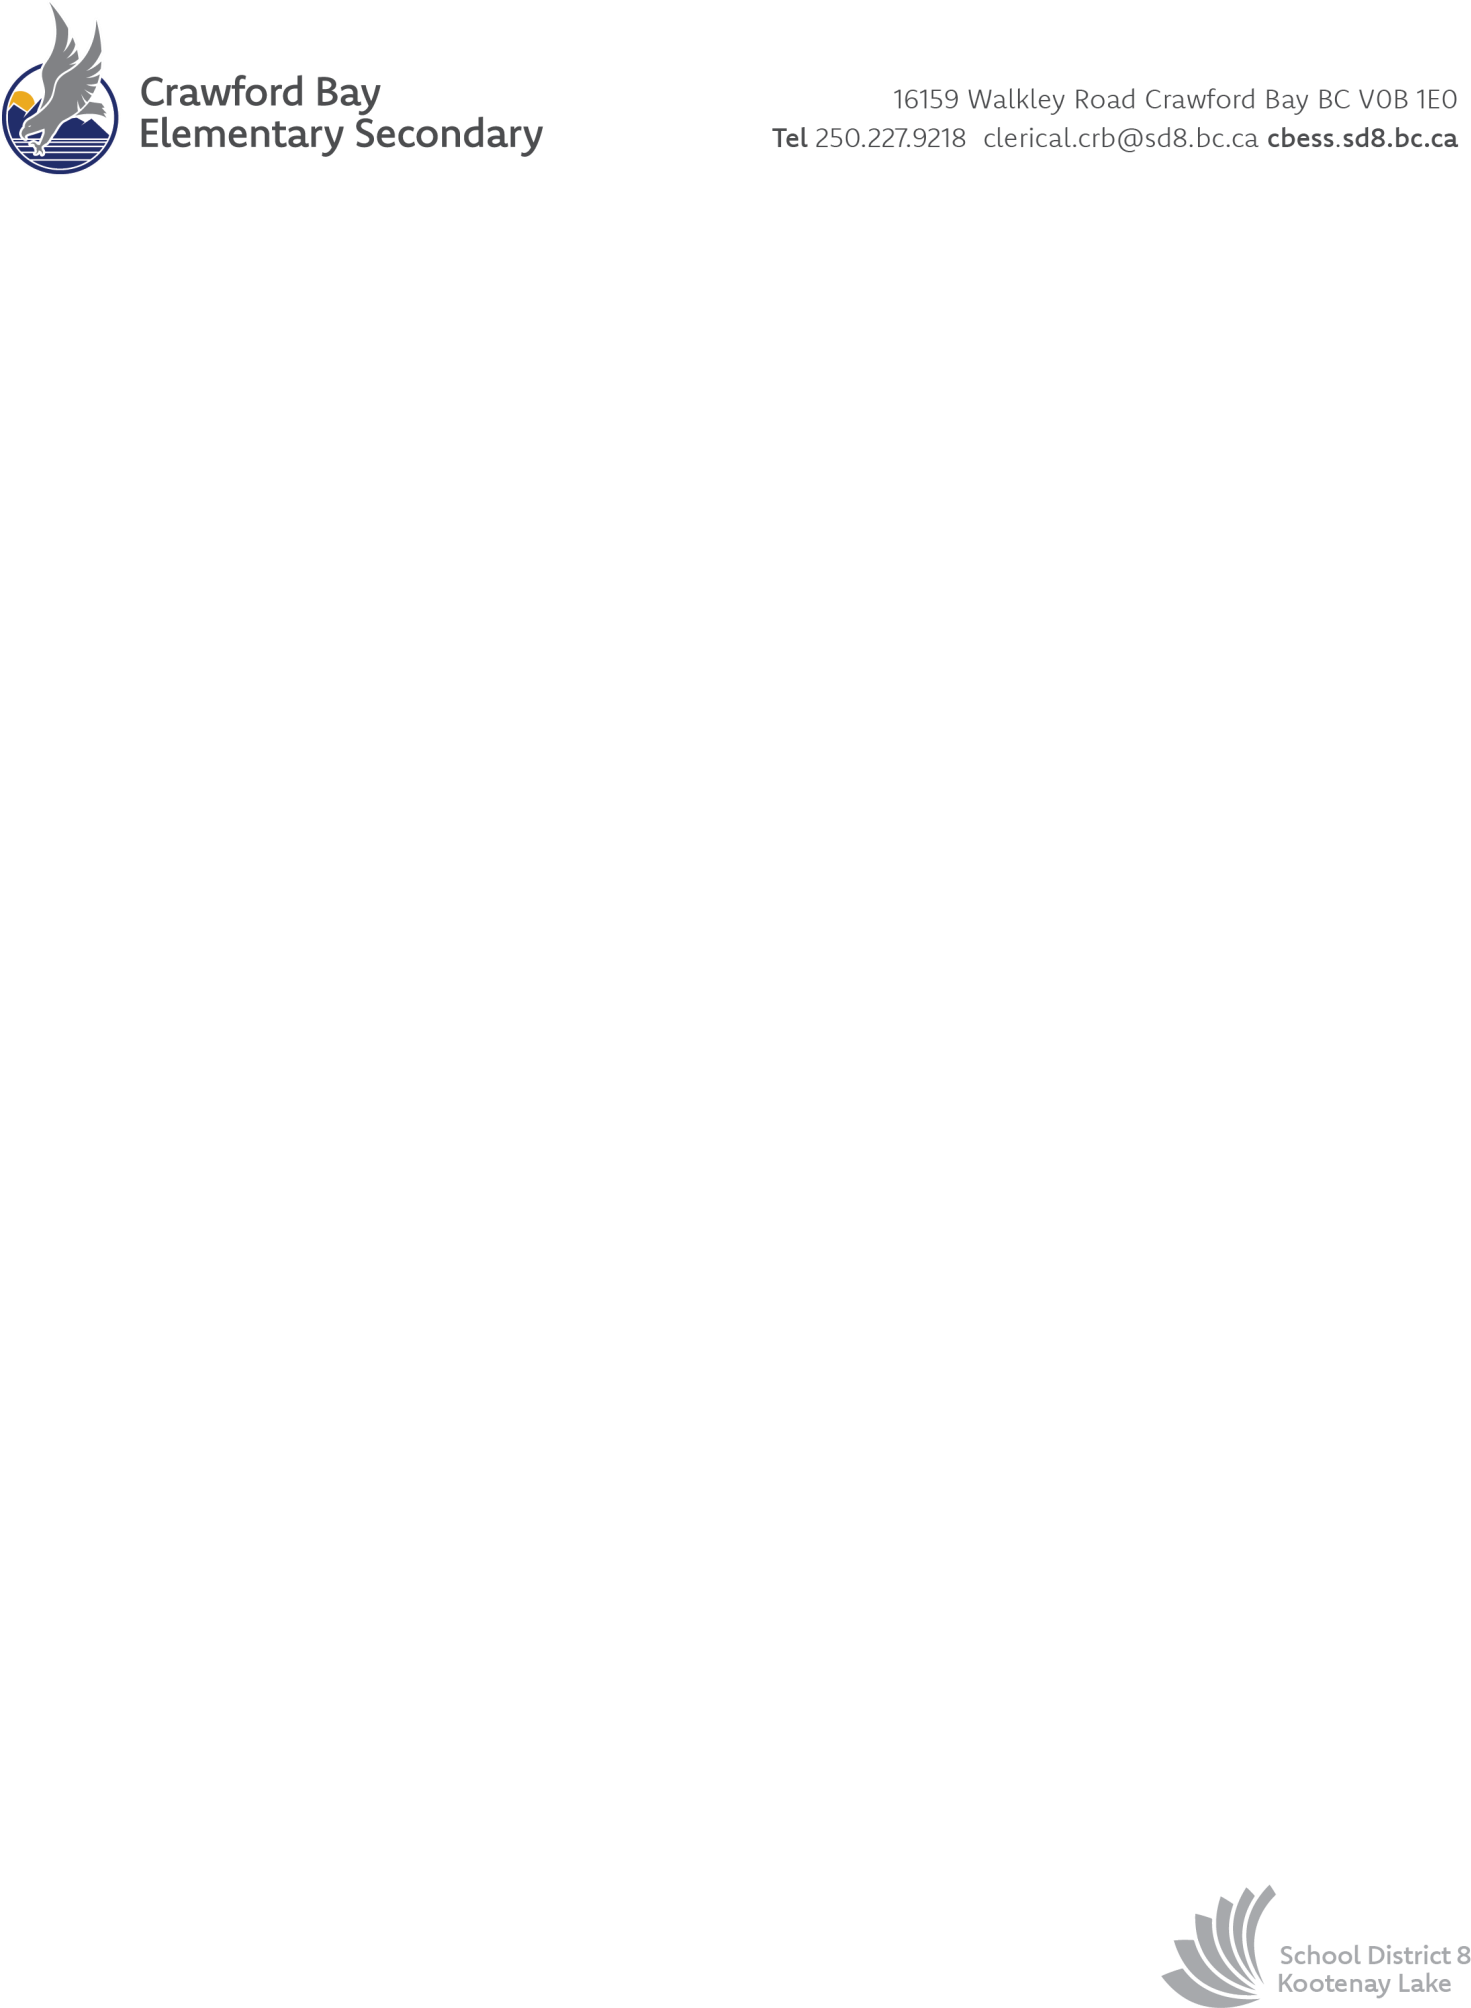 Crawford Bay
Elementary Secondary
16159 Walkley Road Crawford Bay BC V0B 1E0
Tel 250.227.9218 clerical.crb@sd8.bc.ca cbess.sd8.bc.ca
School District 8
Kootenay Lake